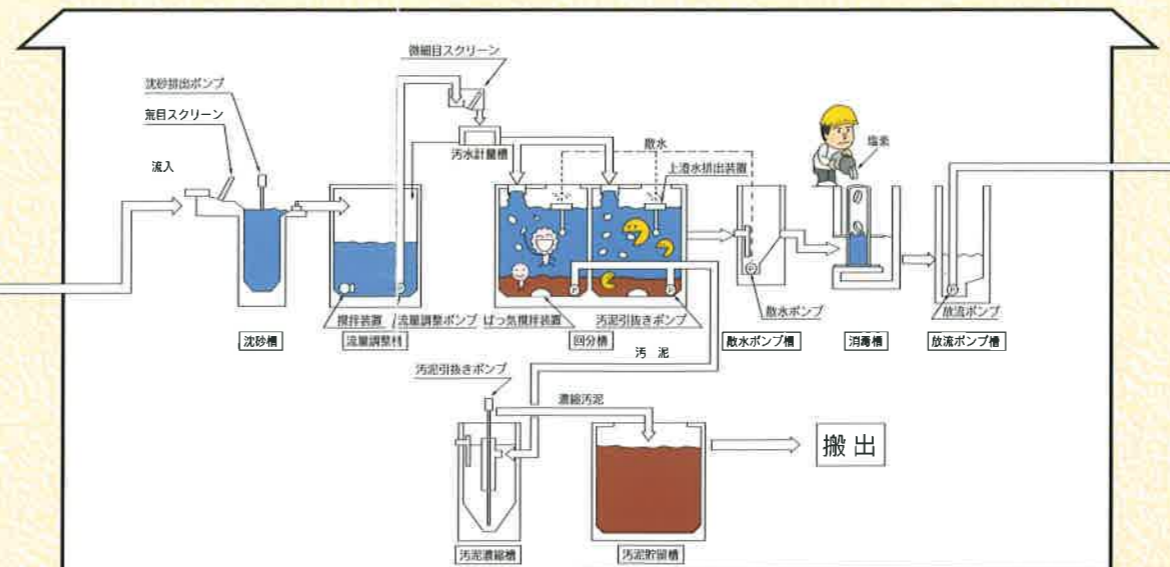 微細目スクリーン
沈砂排出ポンプ
荒目スクリーン
流入
汚水計量槽
散水
上澄水排出装置
塩素
P
P
P
P
P
撹拌装置
流量調整ポンプ
ばっ気撹拌装置
汚泥引抜きポンプ
散水ポンプ
放流ポンプ
沈砂槽
流量調整槽
回分槽
散水ポンプ槽
消毒槽
放流ポンプ槽
汚泥
汚泥引抜きポンプ
濃縮汚泥
搬出
汚泥濃縮槽
汚泥貯留槽